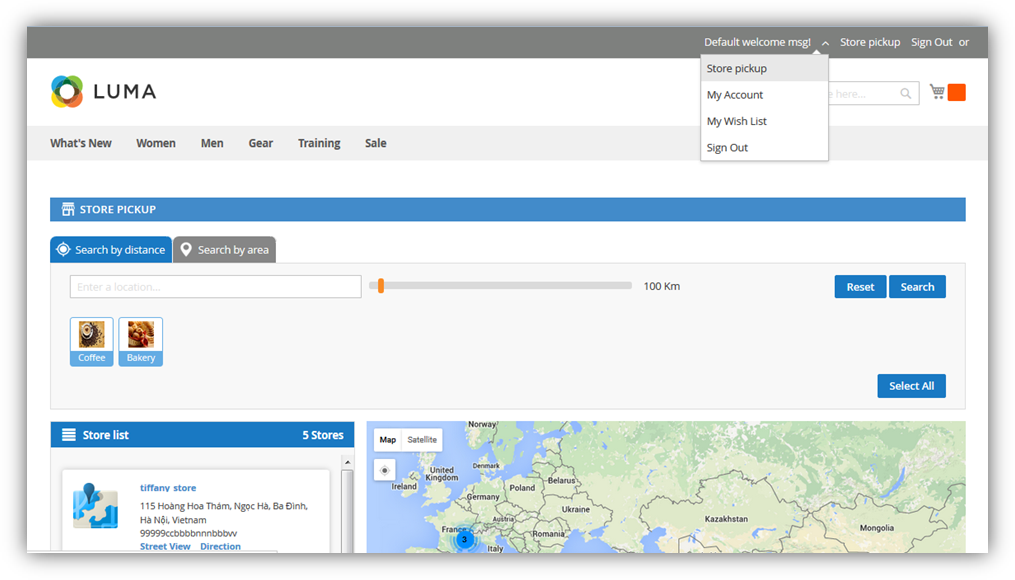 Default welcome msg! Store pickup Sign Out or
Store pickup
My Account
My Wish List
Sign Out
LUMA
here...
What's New Women Men Gear Training Sale
STORE PICKUP
Search by distance Search by area
Enter a location...
100 Km
Reset Search
Coffee Bakery
Select All
Store list 5 Stores
tiffany store
115 Hoàng Hoa Thám, Ngọc Hà, Ba Đình,
Hà Nội, Vietnam
99999ccbbbbnnnbbbvv
Street View Direction
Map Satellite
Norway
United
Kingdom
Denmark
Ireland
Belarus
Poland
Germany
Ukraine
Kazakhstan
Austria
Mongolia
France
Romania
3
Italy